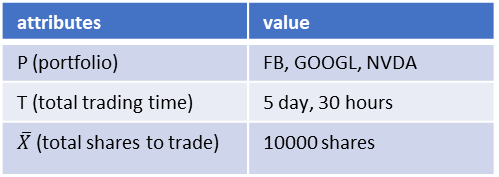 attributes value
P (portfolio) FB, GOOGL, NVDA
T (total trading time) 5 day, 30 hours
X̄ (total shares to trade) 10000 shares